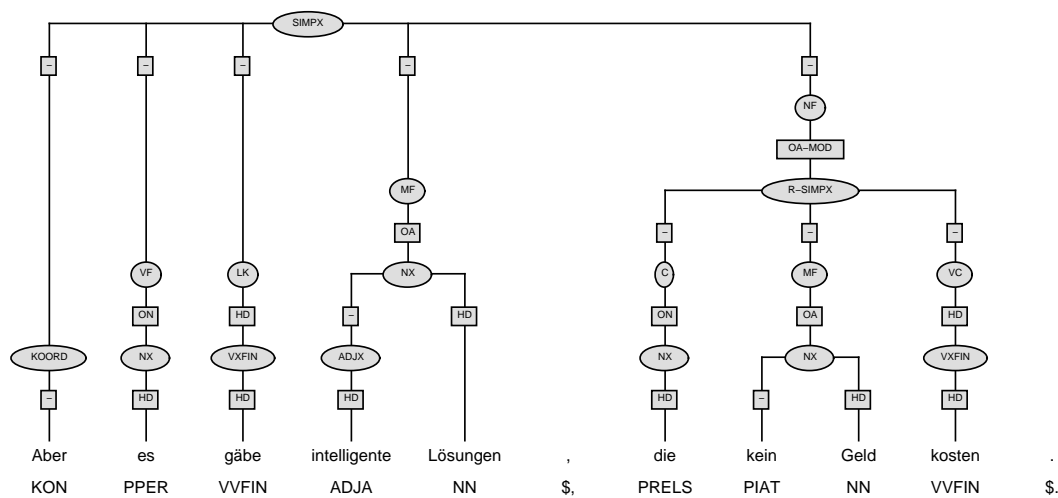 SIMPX
– – – – –
NF
OA–MOD
MF R–SIMPX
OA – – –
VF LK NX C MF VC
ON HD – HD ON OA HD
KOORD NX VXFIN ADJX NX NX VXFIN
– HD HD HD HD – HD HD
Aber es gäbe intelligente Lösungen , die kein Geld kosten .
KON PPER VVFIN ADJA NN $, PRELS PIAT NN VVFIN $.